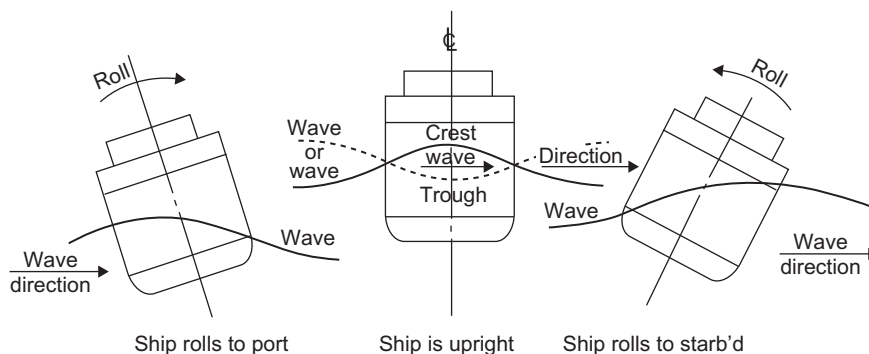 Roll
Wave
Wave
direction
Ship rolls to port
℄
Wave
or
wave
Crest
wave
Trough
Direction
Ship is upright
Roll
Wave
Wave
direction
Ship rolls to starb’d